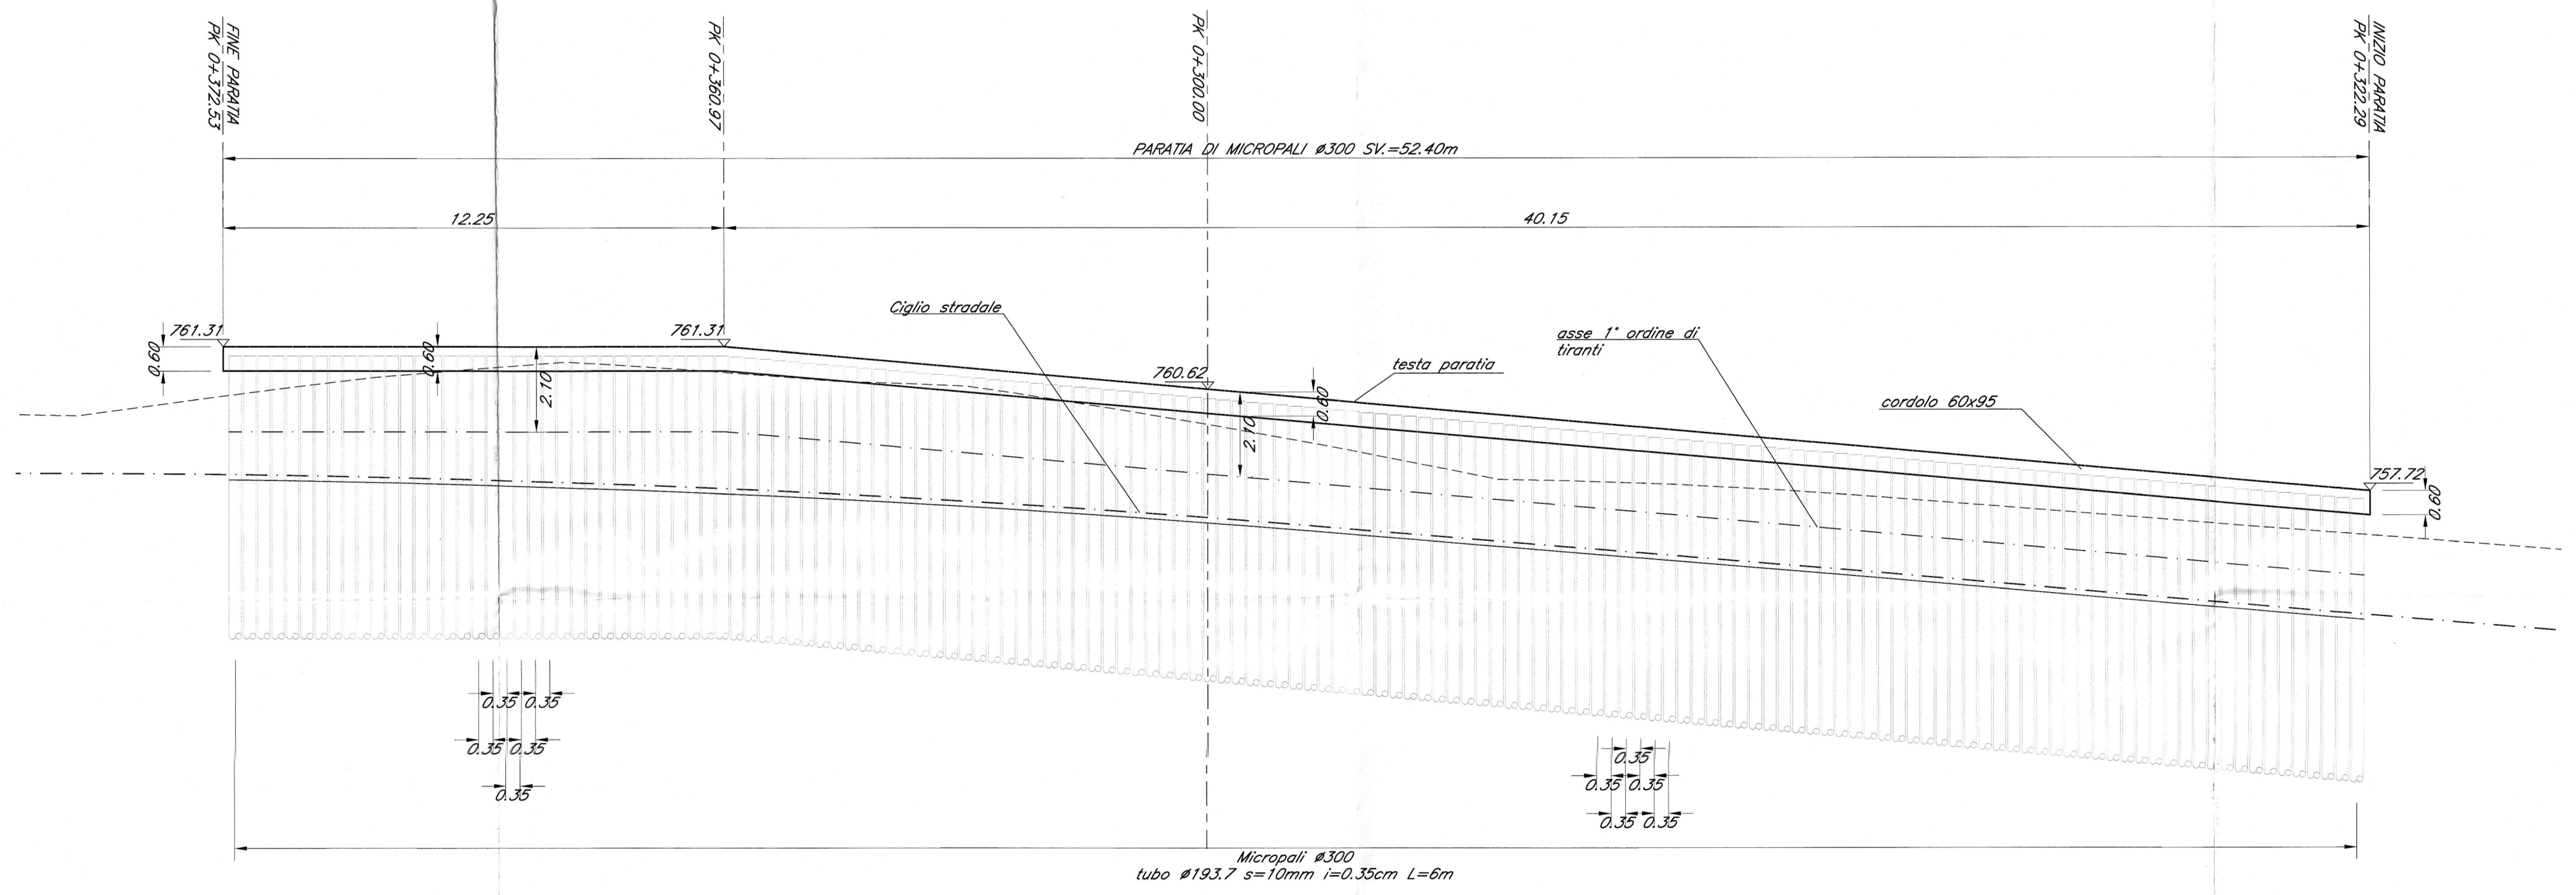 FINE PARATIA
PK 0+372.53
PK 0+360.97
PK 0+300.00
INIZIO PARATIA
PK 0+322.29
PARATIA DI MICROPALI ø300 SV.=52.40m
12.25
40.15
761.31
761.31
760.62
757.72
0.60
0.60
2.10
Ciglio stradale
2.10
0.60
testa paratia
asse 1° ordine di
tiranti
cordolo 60x95
0.60
0.35 0.35
0.35 0.35
0.35
0.35
0.35 0.35
0.35 0.35
Micropali ø300
tubo ø193.7 s=10mm i=0.35cm L=6m